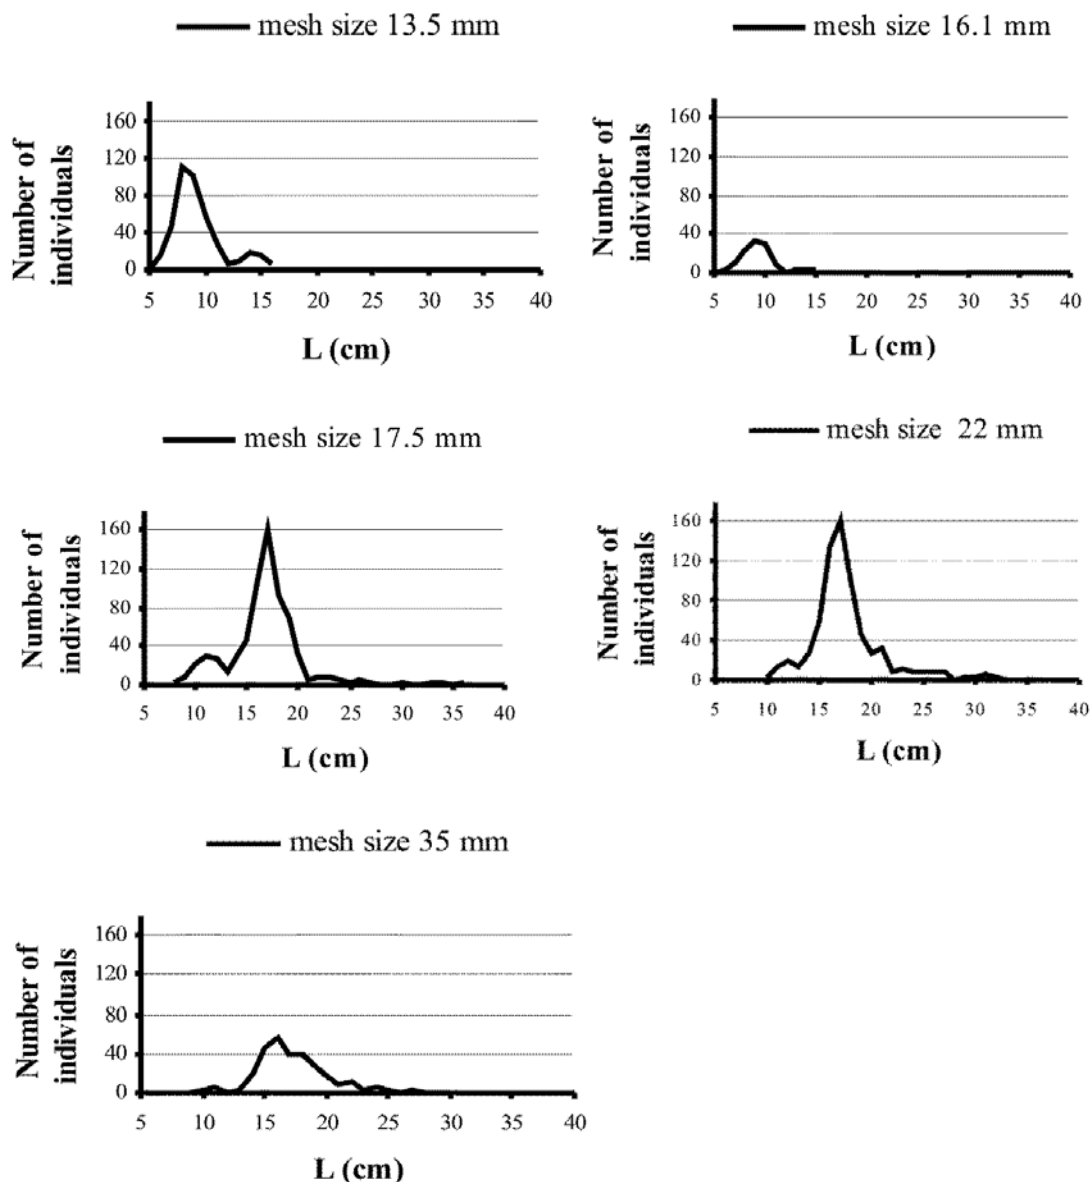 mesh size 13.5 mm
Number of
individuals
160
120
80
40
0
5 10 15 20 25 30 35 40
L (cm)
mesh size 16.1 mm
Number of
individuals
160
120
80
40
0
5 10 15 20 25 30 35 40
L (cm)
mesh size 17.5 mm
Number of
individuals
160
120
80
40
0
5 10 15 20 25 30 35 40
L (cm)
mesh size 22 mm
Number of
individuals
160
120
80
40
0
5 10 15 20 25 30 35 40
L (cm)
mesh size 35 mm
Number of
individuals
160
120
80
40
0
5 10 15 20 25 30 35 40
L (cm)